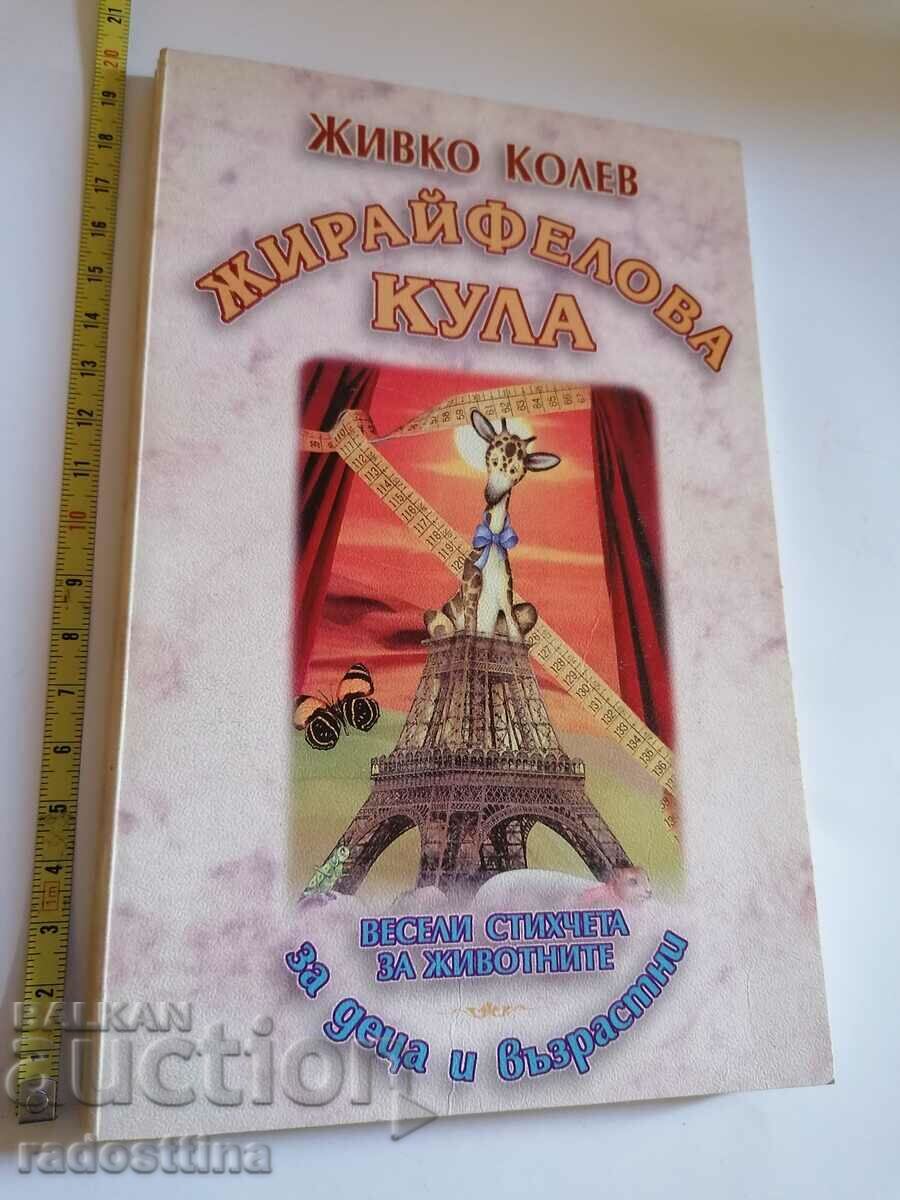 ЖИВКО КОЛЕВ
ЖИРАЙФЕЛОВА
КУЛА
ВЕСЕЛИ СТИХЧЕТА
ЗА ЖИВОТНИТЕ
за деца и възрастни
BALKAN
auction
radosttina